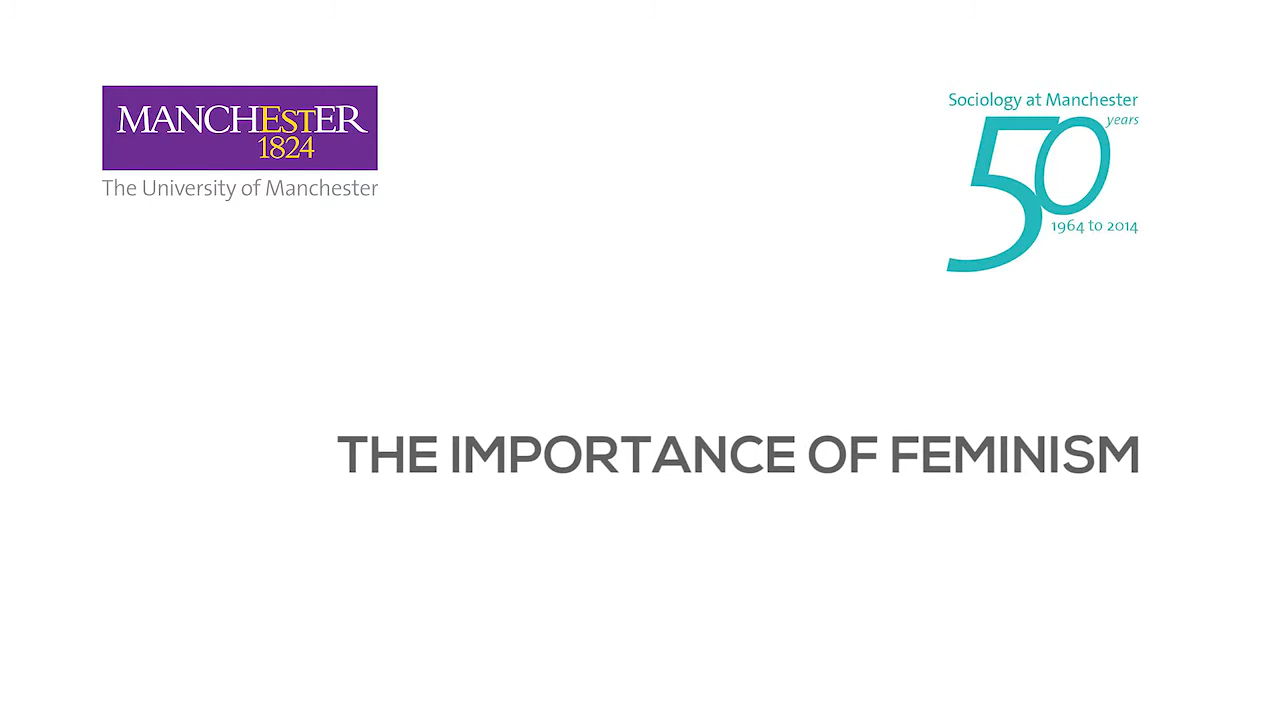 MANCHESTER
1824
The University of Manchester
Sociology at Manchester
50
years
1964 to 2014
THE IMPORTANCE OF FEMINISM